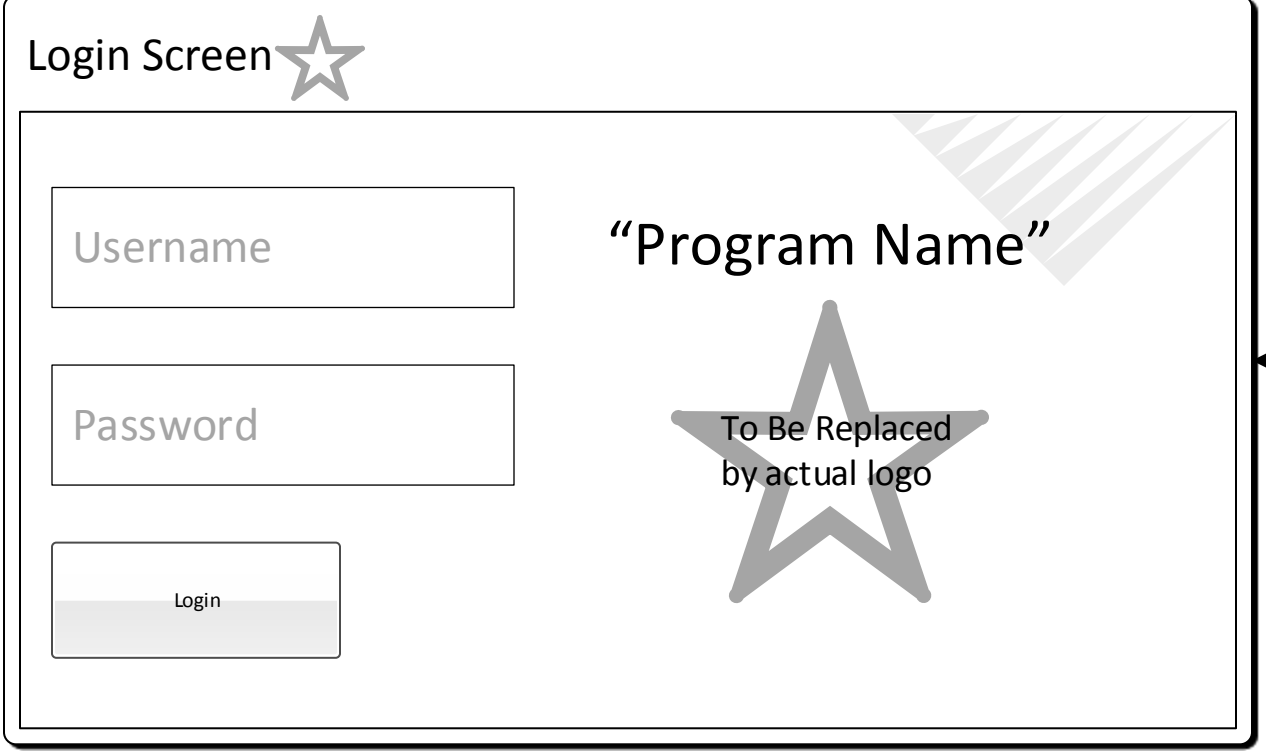 Login Screen
Username
“Program Name”
Password
To Be Replaced
by actual logo
Login